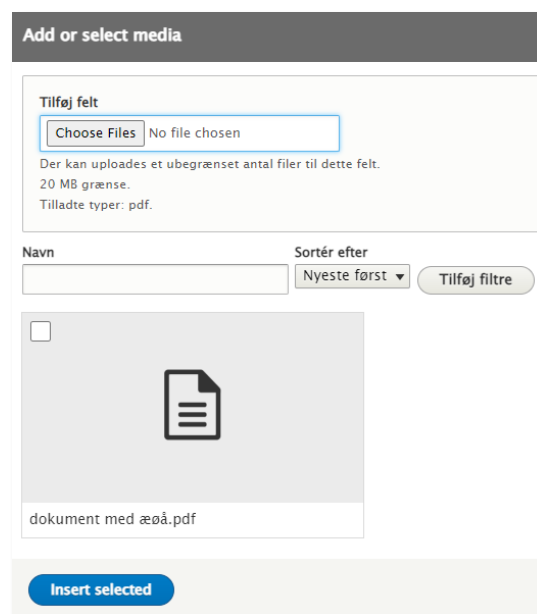 Add or select media
Tilføj felt
Choose Files No file chosen
Der kan uploades et ubegrænset antal filer til dette felt.
20 MB grænse.
Tilladte typer: pdf.
Navn Sortér efter
Nyeste først Tilføj filtre
dokument med æøå.pdf
Insert selected